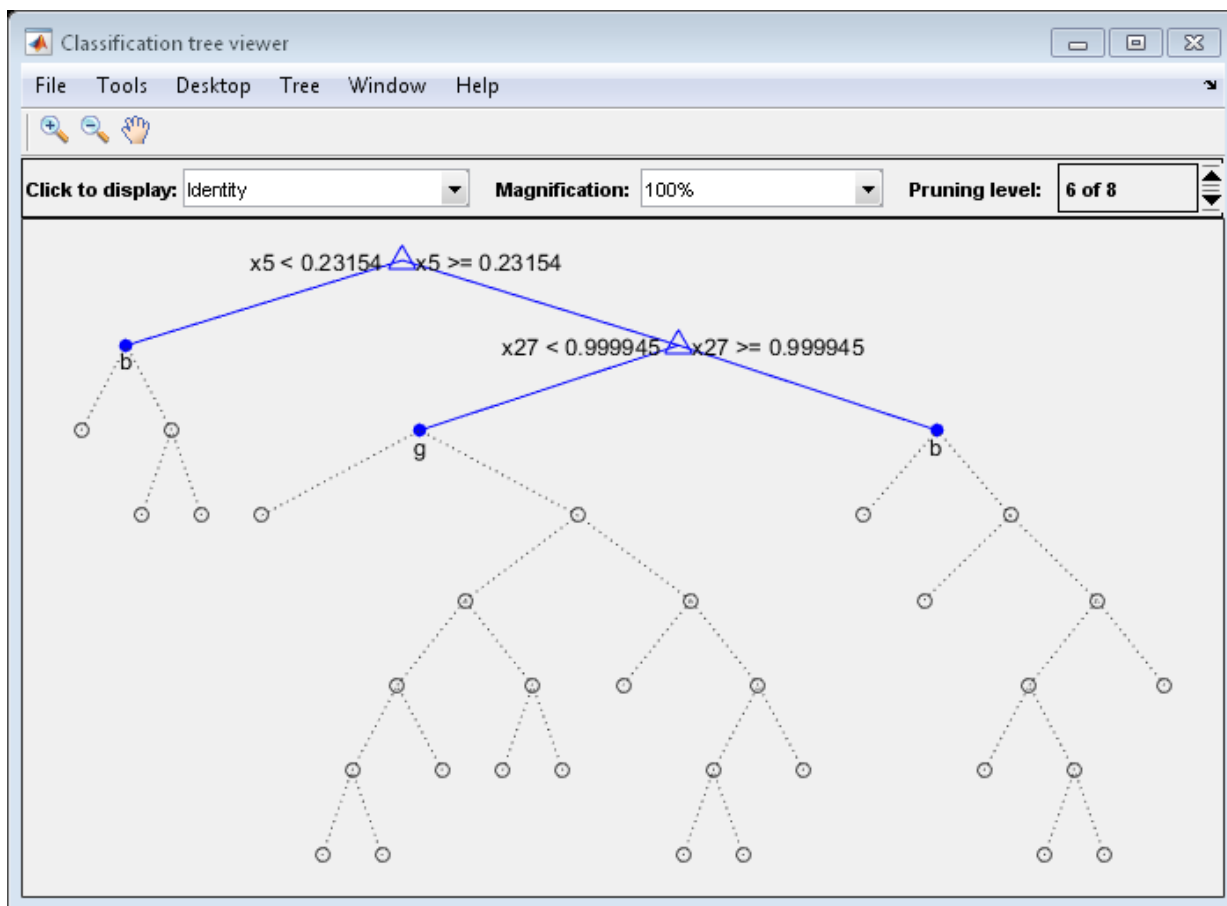 Classification tree viewer
File Tools Desktop Tree Window Help
Click to display: Identity Magnification: 100% Pruning level: 6 of 8
x5 < 0.23154 x5 >= 0.23154
b x27 < 0.999945 x27 >= 0.999945
g b